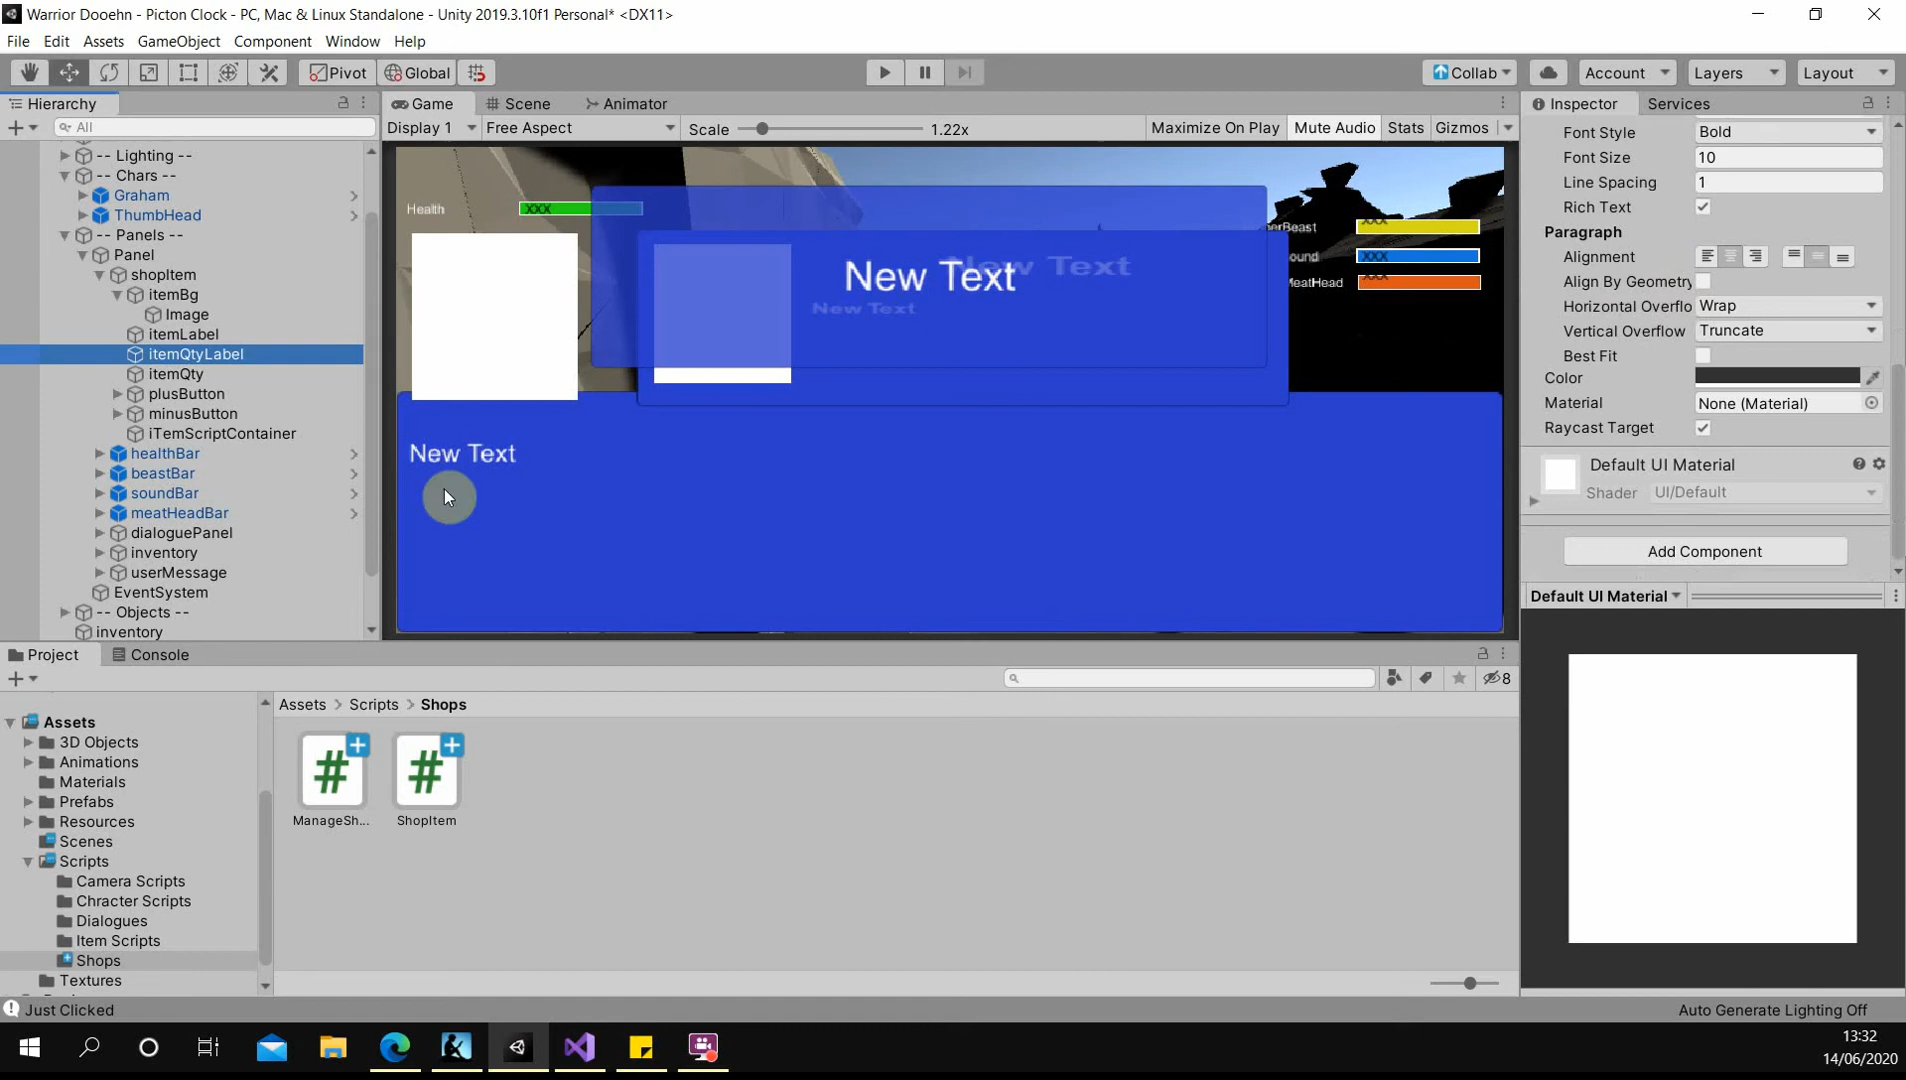 Warrior Dooehn - Picton Clock - PC, Mac & Linux Standalone - Unity 2019.3.10f1 Personal* <DX11>
File Edit Assets GameObject Component Window Help
Pivot Global Collab Account Layers Layout
Hierarchy
All
-- Lighting --
-- Chars --
Graham
ThumbHead
-- Panels --
Panel
shopItem
itemBg
Image
itemLabel
itemQtyLabel
itemQty
plusButton
minusButton
iTemScriptContainer
healthBar
beastBar
soundBar
meatHeadBar
dialoguePanel
inventory
userMessage
EventSystem
-- Objects --
inventory
Game Scene Animator
Display 1 Free Aspect Scale 1.22x Maximize On Play Mute Audio Stats Gizmos
Health XXX
nerBeast XXX
ound XXX
MeatHead XXX
New Text
New Text
New Text
New Text
Inspector Services
Font Style Bold
Font Size 10
Line Spacing 1
Rich Text
Paragraph
Alignment
Align By Geometry
Horizontal Overflo Wrap
Vertical Overflow Truncate
Best Fit
Color
Material None (Material)
Raycast Target
Default UI Material
Shader UI/Default
Add Component
Default UI Material
Project Console
8
Assets
3D Objects
Animations
Materials
Prefabs
Resources
Scenes
Scripts
Camera Scripts
Chracter Scripts
Dialogues
Item Scripts
Shops
Textures
Assets > Scripts > Shops
ManageSh...
ShopItem
Just Clicked
Auto Generate Lighting Off
13:32
14/06/2020